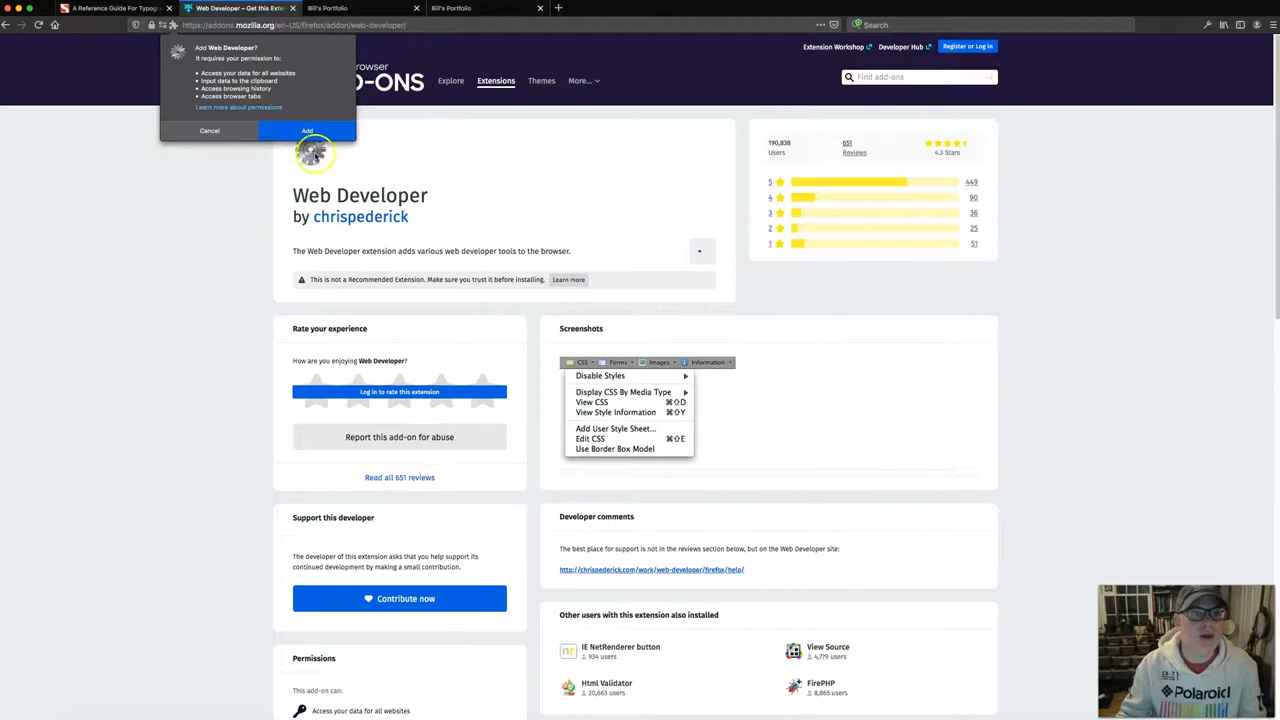 A Reference Guide For Typogr
Web Developer – Get this Exten
Bill's Portfolio
Bill's Portfolio
https://addons.mozilla.org/en-US/firefox/addon/web-developer/
Search
Add Web Developer?
It requires your permission to:
• Access your data for all websites
• Input data to the clipboard
• Access browsing history
• Access browser tabs
Learn more about permissions
Cancel
Add
Extension Workshop
Developer Hub
Register or Log in
ROWSER
D-ONS
Explore
Extensions
Themes
More...
Find add-ons
Web Developer
by chrispederick
The Web Developer extension adds various web developer tools to the browser.
This is not a Recommended Extension. Make sure you trust it before installing.
Learn more
190,838
Users
651
Reviews
4.3 Stars
5 449
4 90
3 36
2 25
1 51
Rate your experience
How are you enjoying Web Developer?
Log in to rate this extension
Report this add-on for abuse
Read all 651 reviews
Screenshots
CSS
Forms
Images
Information
Disable Styles
Display CSS By Media Type
View CSS ⌘⇧D
View Style Information ⌘⇧Y
Add User Style Sheet...
Edit CSS ⌘⇧E
Use Border Box Model
Support this developer
The developer of this extension asks that you help support its
continued development by making a small contribution.
Contribute now
Developer comments
The best place for support is not in the reviews section below, but on the Web Developer site:
http://chrispederick.com/work/web-developer/firefox/help/
Other users with this extension also installed
nr
IE NetRenderer button
934 users
View Source
4,779 users
Html Validator
20,663 users
FirePHP
8,865 users
Permissions
This add-on can:
Access your data for all websites
Polaroid